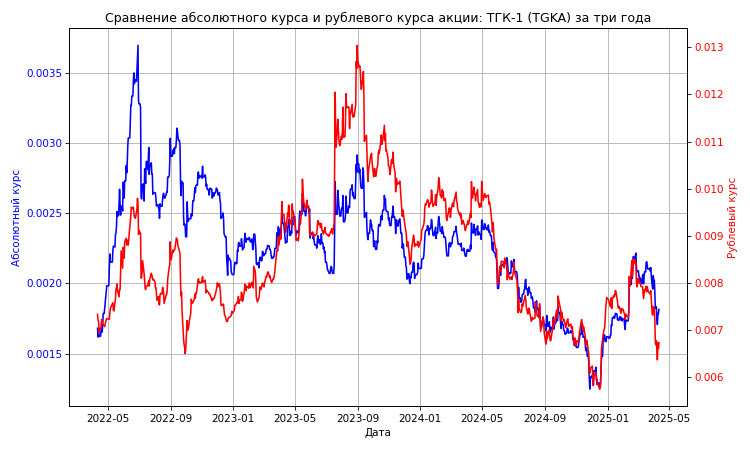 Сравнение абсолютного курса и рублевого курса акции: ТГК-1 (TGKA) за три года
Абсолютный курс
0.0035
0.0030
0.0025
0.0020
0.0015
0.013
0.012
0.011
0.010
0.009
0.008
0.007
0.006
Рублевый курс
2022-05 2022-09 2023-01 2023-05 2023-09 2024-01 2024-05 2024-09 2025-01 2025-05
Дата